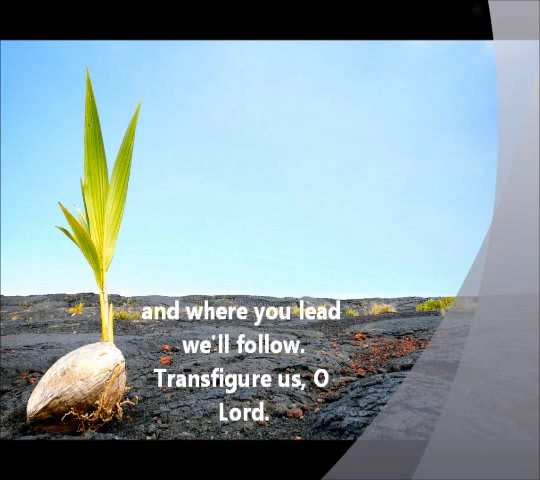 and where you lead
we'll follow.
Transfigure us, O
Lord.